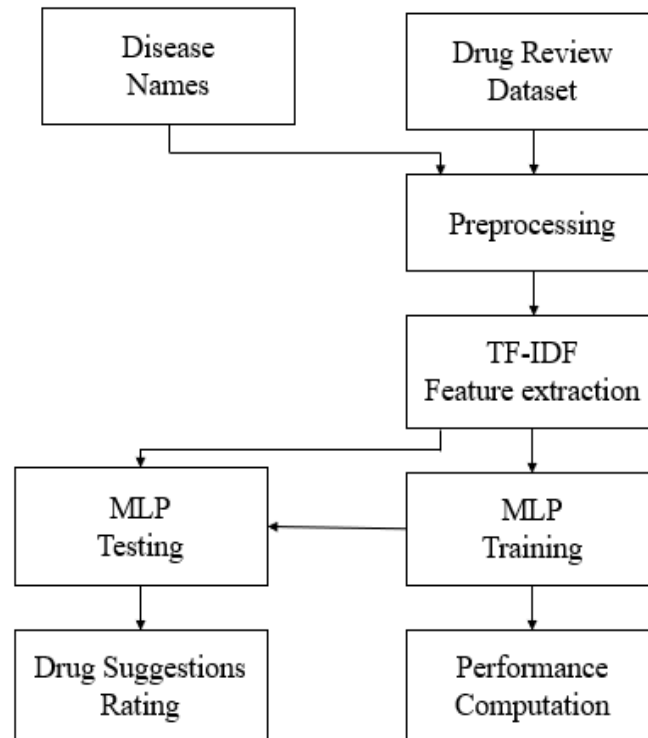 Disease
Names
Drug Review
Dataset
Preprocessing
TF-IDF
Feature extraction
MLP
Testing
MLP
Training
Drug Suggestions
Rating
Performance
Computation